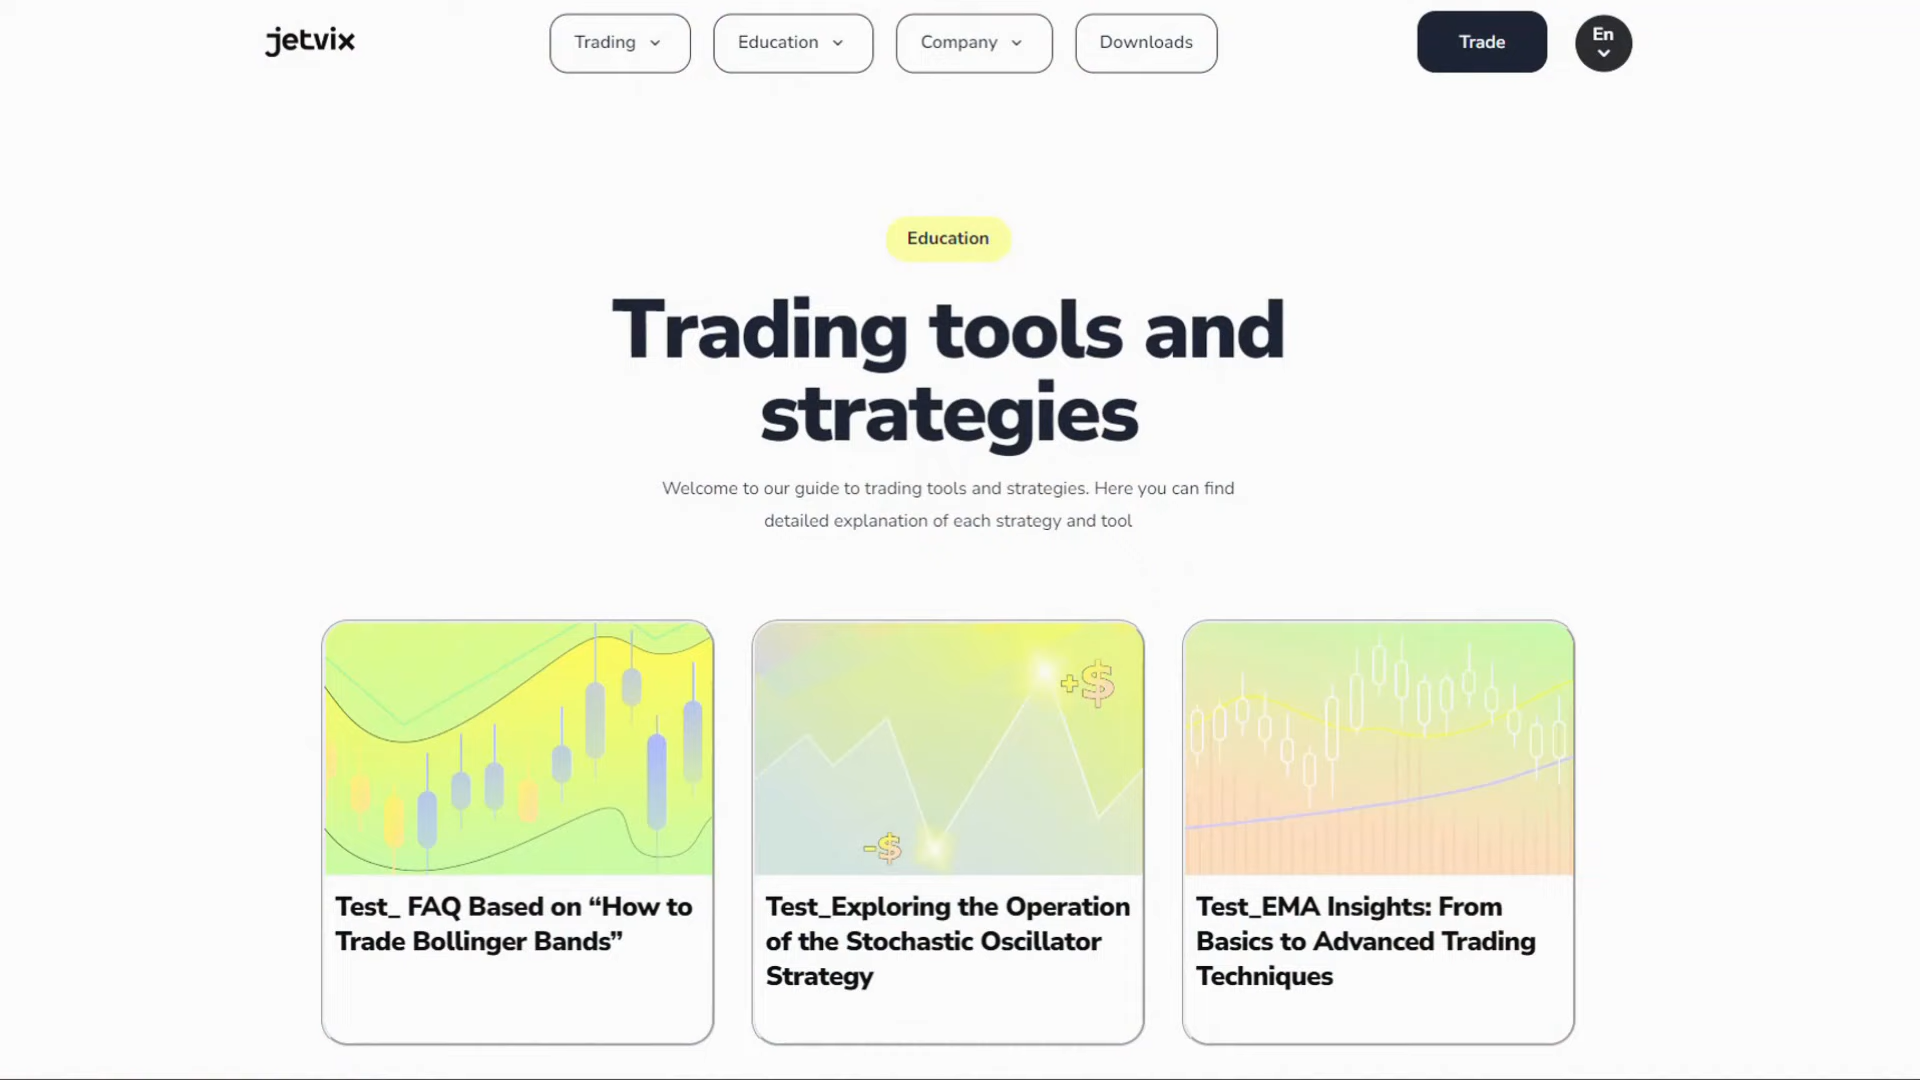 jetvix
Trading
Education
Company
Downloads
Trade
En
Education
Trading tools and
strategies
Welcome to our guide to trading tools and strategies. Here you can find
detailed explanation of each strategy and tool
+$
-$
Test_ FAQ Based on “How to
Trade Bollinger Bands”
Test_Exploring the Operation
of the Stochastic Oscillator
Strategy
Test_EMA Insights: From
Basics to Advanced Trading
Techniques